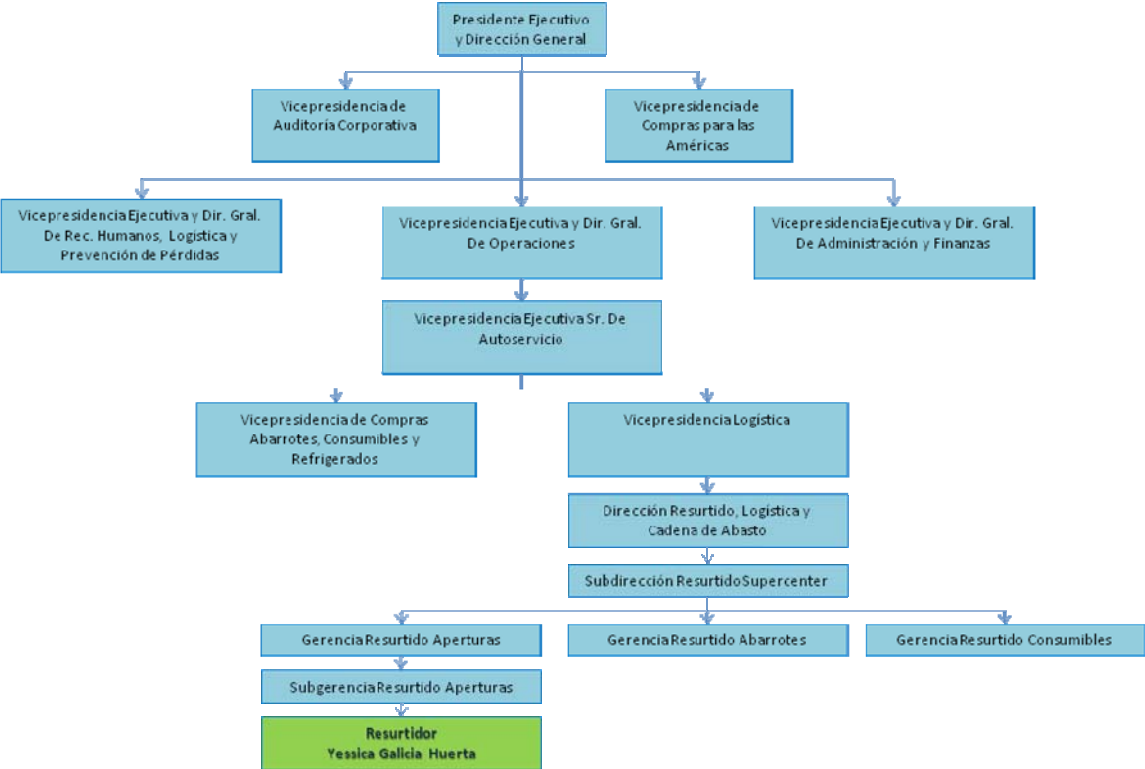 Presidente Ejecutivo
y Dirección General
Vicepresidencia de
Auditoría Corporativa
Vicepresidencia de
Compras para las
Américas
Vicepresidencia Ejecutiva y Dir. Gral.
De Rec. Humanos, Logística y
Prevención de Pérdidas
Vicepresidencia Ejecutiva y Dir. Gral.
De Operaciones
Vicepresidencia Ejecutiva y Dir. Gral.
De Administración y Finanzas
Vicepresidencia Ejecutiva Sr. De
Autoservicio
Vicepresidencia de Compras
Abarrotes, Consumibles y
Refrigerados
Vicepresidencia Logística
Dirección Resurtido, Logística y
Cadena de Abasto
Subdirección Resurtido Supercenter
Gerencia Resurtido Aperturas
Gerencia Resurtido Abarrotes
Gerencia Resurtido Consumibles
Subgerencia Resurtido Aperturas
Resurtidor
Yessica Galicia Huerta